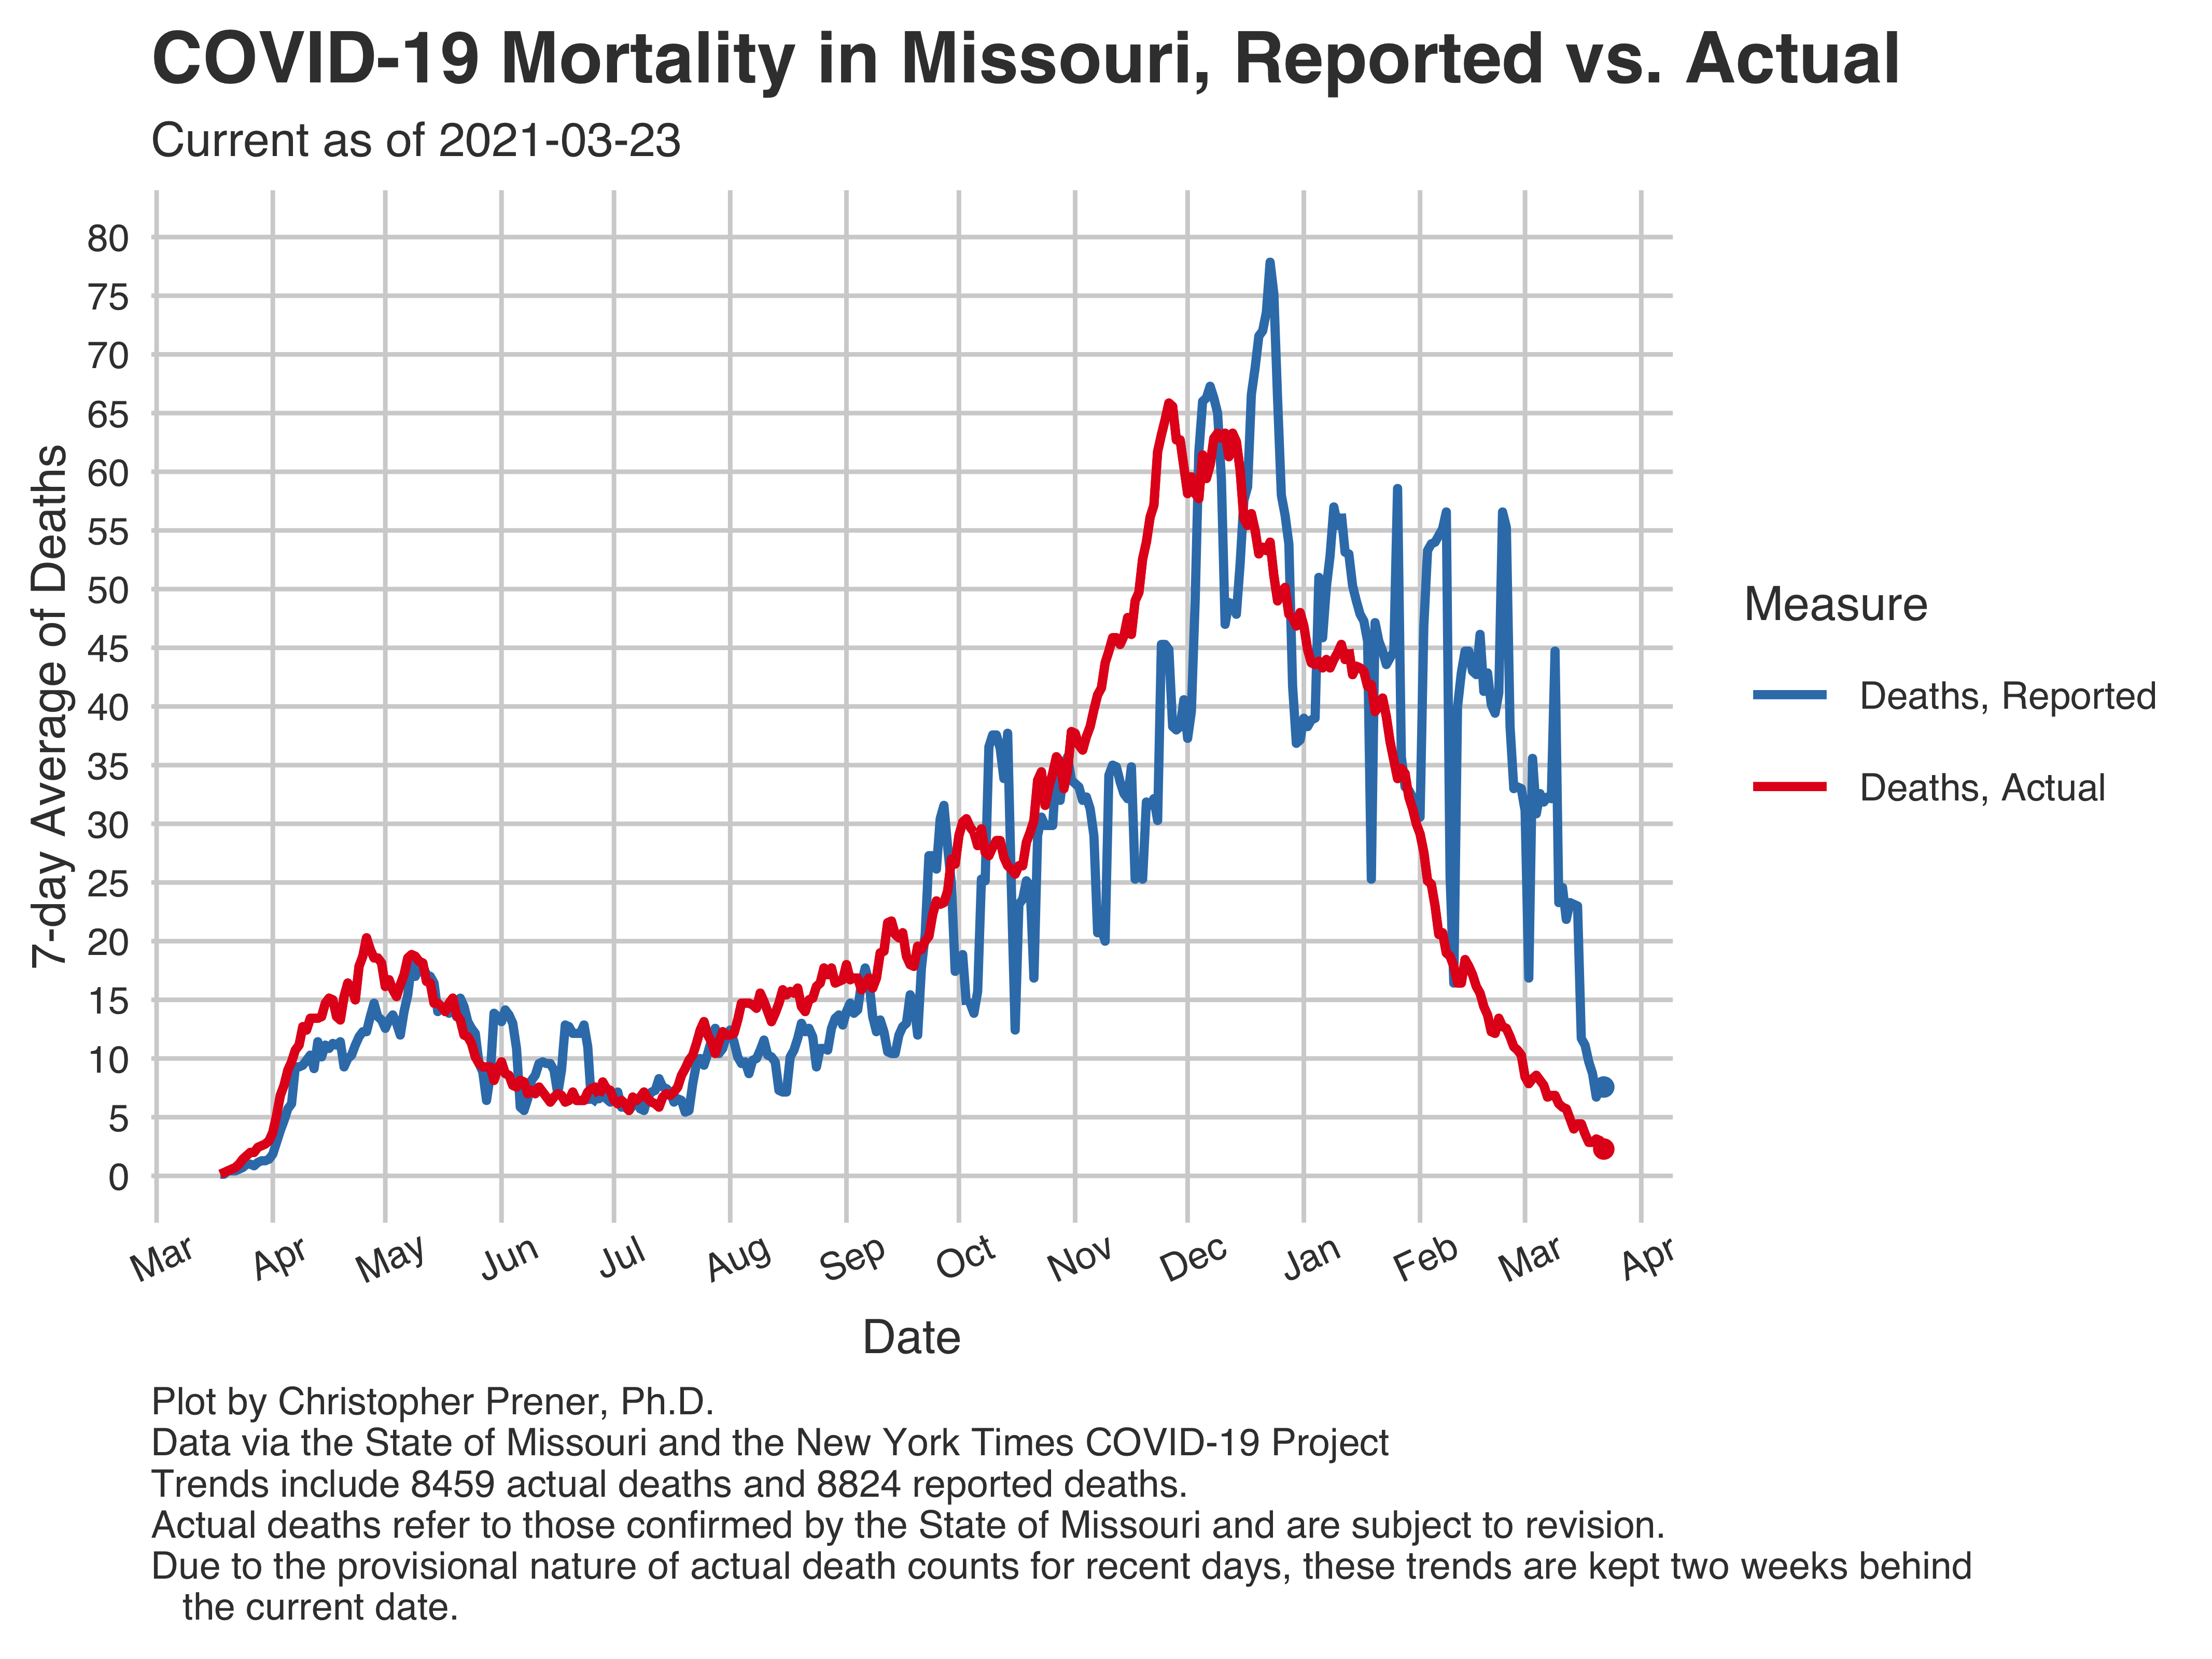 COVID-19 Mortality in Missouri, Reported vs. Actual
Current as of 2021-03-23
80
75
70
65
60
55
50
45
40
35
30
25
20
15
10
5
0
7-day Average of Deaths
Mar
Apr
May
Jun
Jul
Aug
Sep
Oct
Nov
Dec
Jan
Feb
Mar
Apr
Date
Measure
Deaths, Reported
Deaths, Actual
Plot by Christopher Prener, Ph.D.
Data via the State of Missouri and the New York Times COVID-19 Project
Trends include 8459 actual deaths and 8824 reported deaths.
Actual deaths refer to those confirmed by the State of Missouri and are subject to revision.
Due to the provisional nature of actual death counts for recent days, these trends are kept two weeks behind
the current date.